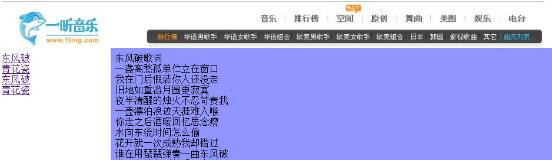 一听音乐
www.1ting.com
音乐 排行榜 空间 原创 舞曲 美图 娱乐 电台
排行榜 华语男歌手 华语女歌手 华语组合 欧美男歌手 欧美女歌手 欧美组合 日本 韩国 影视歌曲 其它
东风破
青花瓷
东风破
青花瓷
东风破歌词
一盏离愁孤单伫立在窗口
我在门后假装你人还没走
旧地如重游月圆更寂寞
夜半清醒的烛火不忍苛责我
一壶漂泊浪迹天涯难入喉
你走之后酒暖回忆思念瘦
水向东流时间怎么偷
花开就一次成熟我却错过
谁在用琵琶弹奏一曲东风破